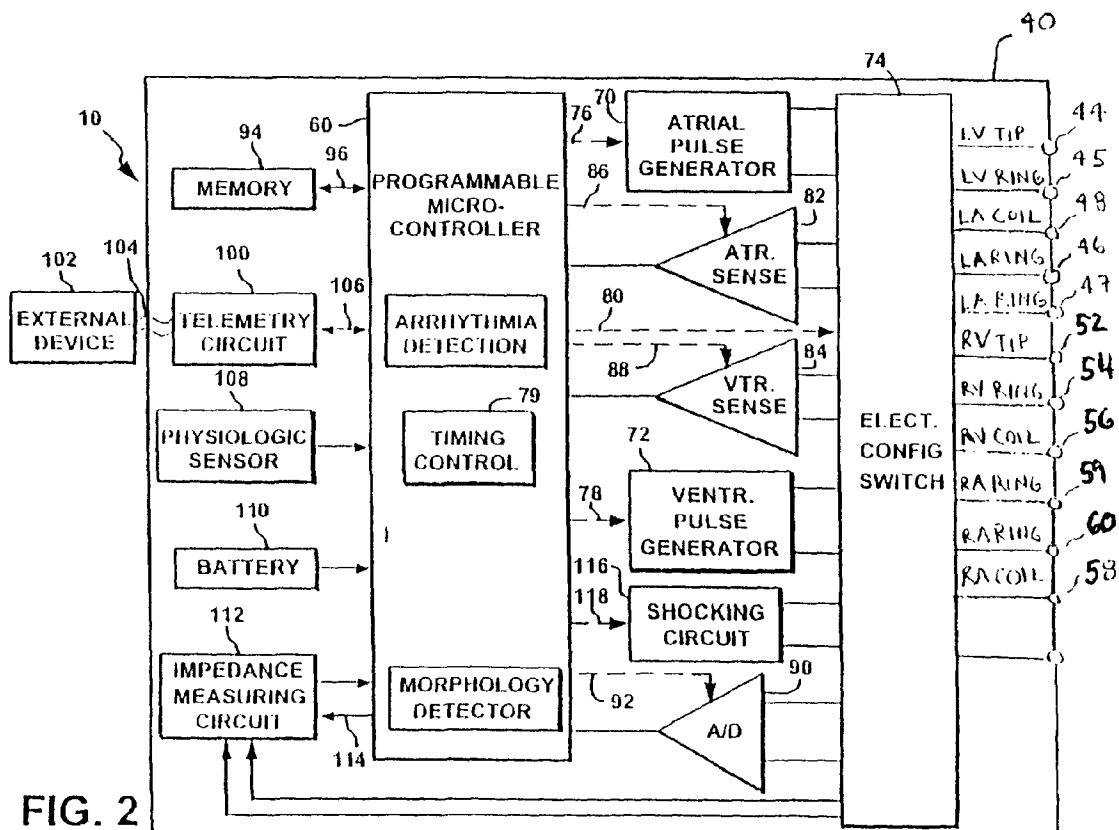 40
74
10
94
60
76
70
ATRIAL
PULSE
GENERATOR
LV TIP
44
MEMORY
96
PROGRAMMABLE
MICRO-
CONTROLLER
86
82
LV RING
45
LA COIL
48
102
104
100
106
ATR.
SENSE
LA RING
46
EXTERNAL
DEVICE
TELEMETRY
CIRCUIT
ARRHYTHMIA
DETECTION
80
LA RING
47
88
84
RV TIP
52
108
79
VTR.
SENSE
RV RING
54
PHYSIOLOGIC
SENSOR
TIMING
CONTROL
72
ELECT.
CONFIG
SWITCH
RV COIL
56
78
VENTR.
PULSE
GENERATOR
RA RING
59
110
BATTERY
116
RA RING
60
118
SHOCKING
CIRCUIT
RA COIL
58
112
IMPEDANCE
MEASURING
CIRCUIT
114
MORPHOLOGY
DETECTOR
92
90
A/D
FIG. 2